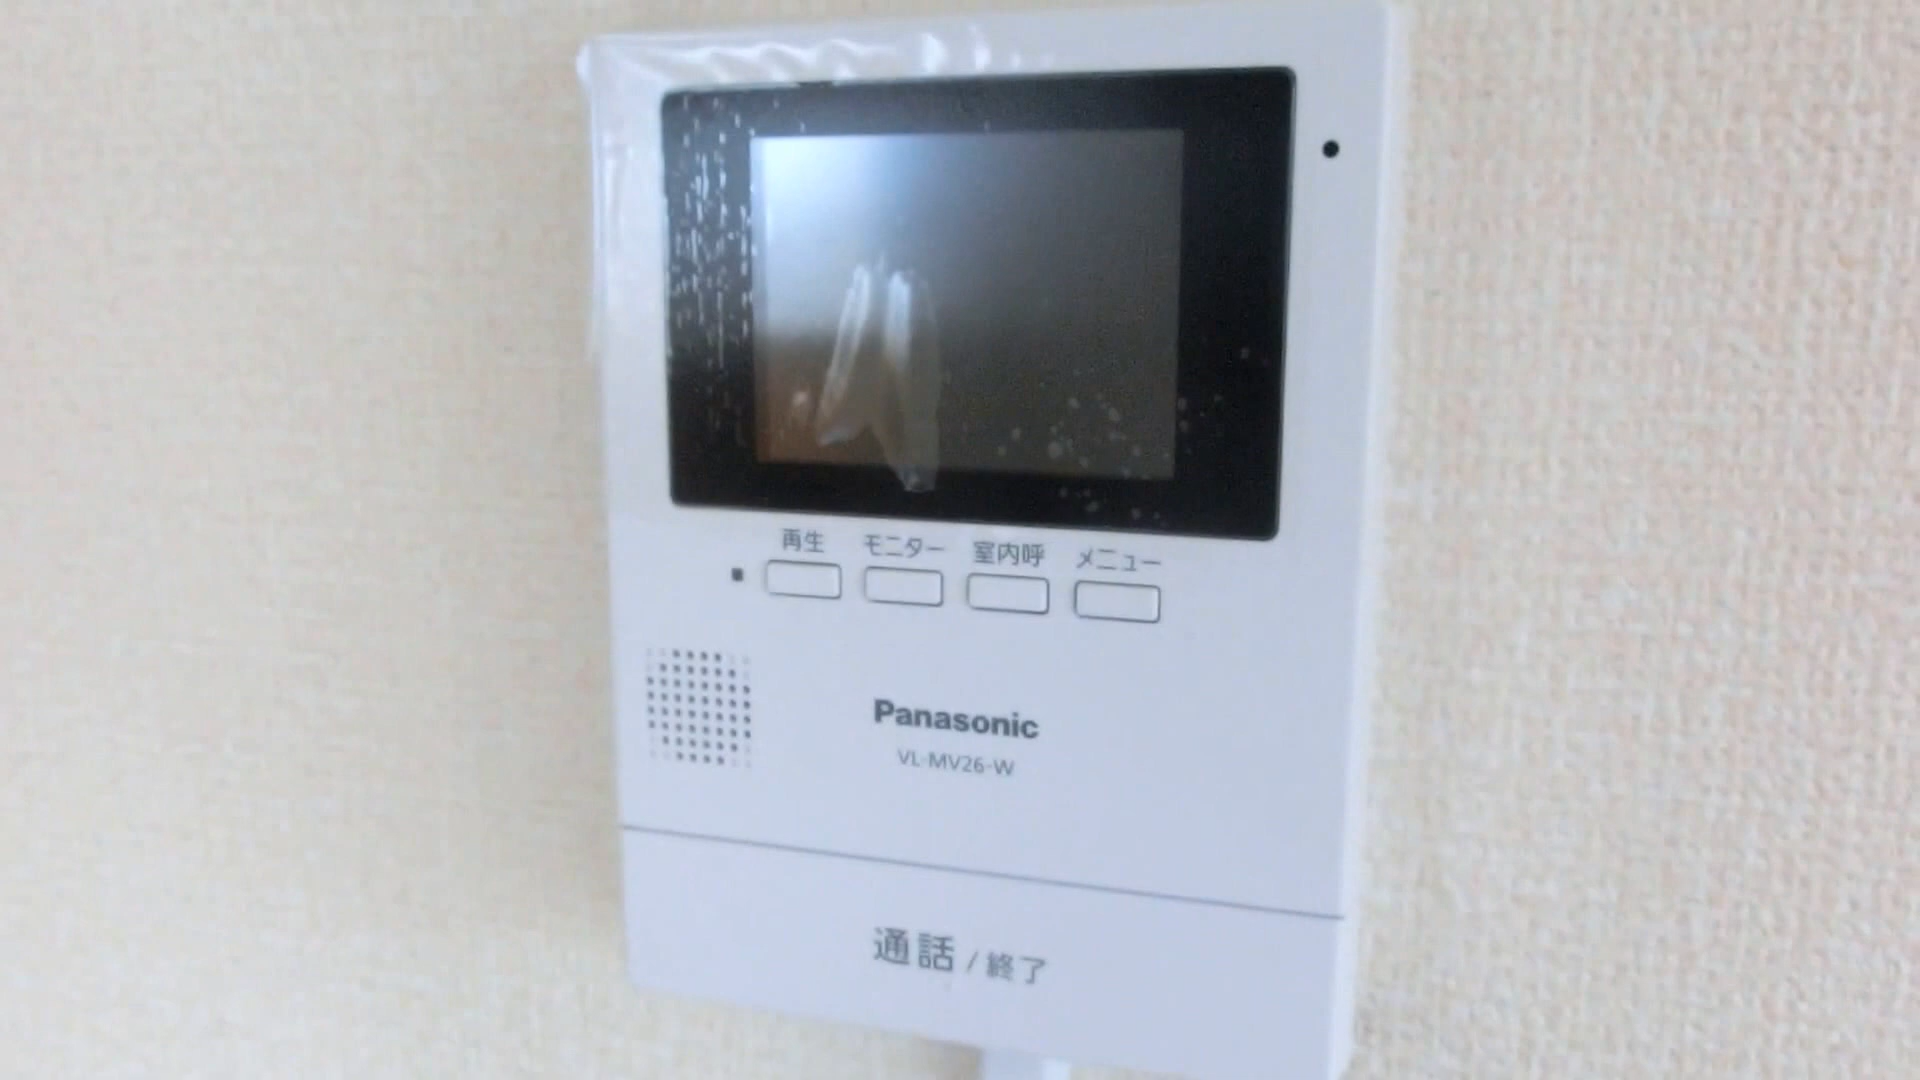 再生 モニター 室内呼 メニュー
Panasonic
VL-MV26-W
通話 / 終了